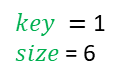 key = 1
size = 6